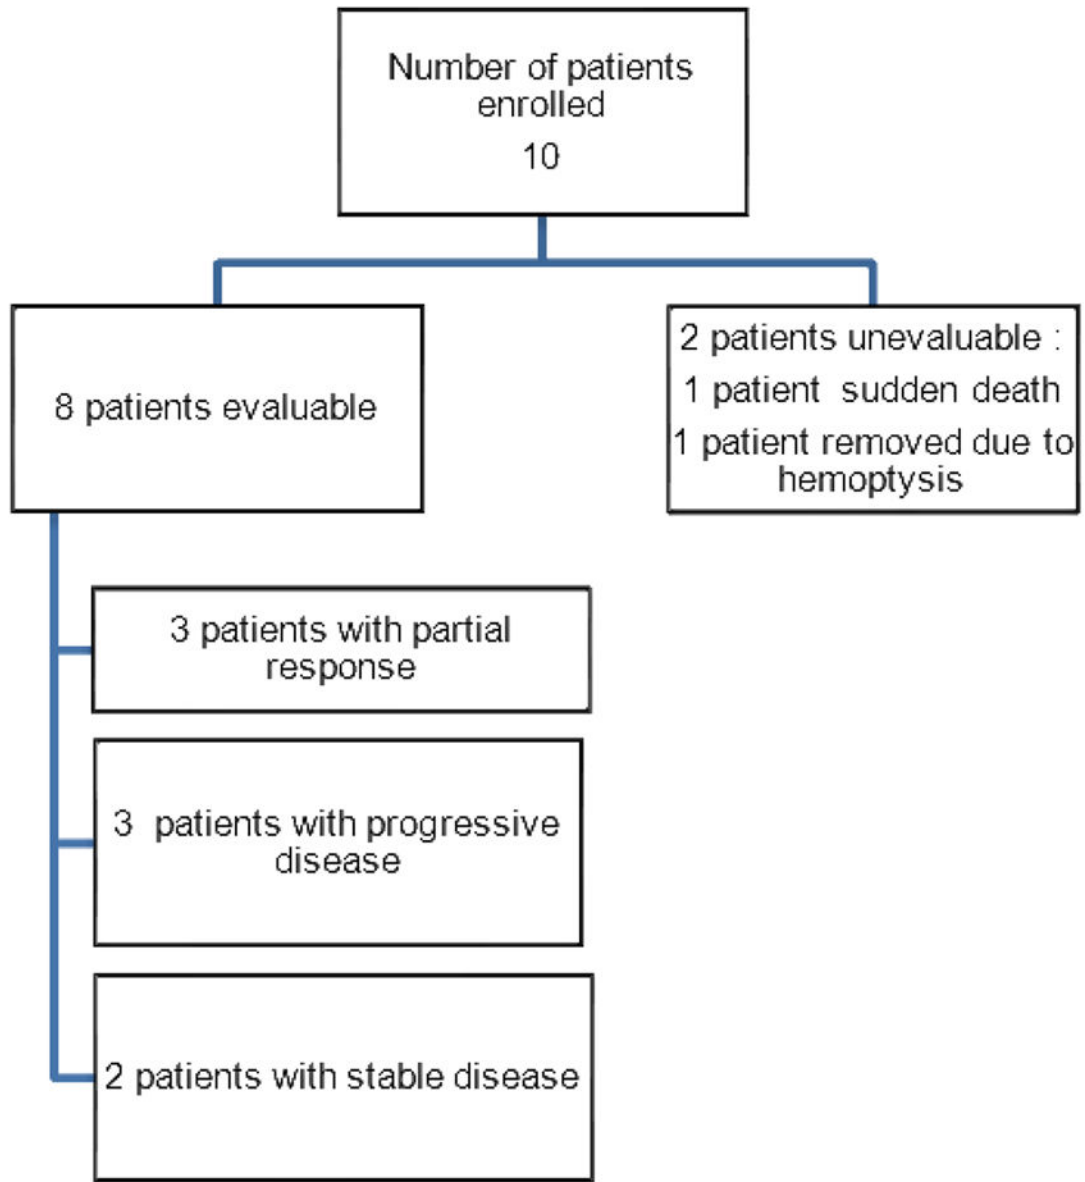 Number of patients
enrolled
10
8 patients evaluable
2 patients unevaluable :
1 patient sudden death
1 patient removed due to
hemoptysis
3 patients with partial
response
3 patients with progressive
disease
2 patients with stable disease